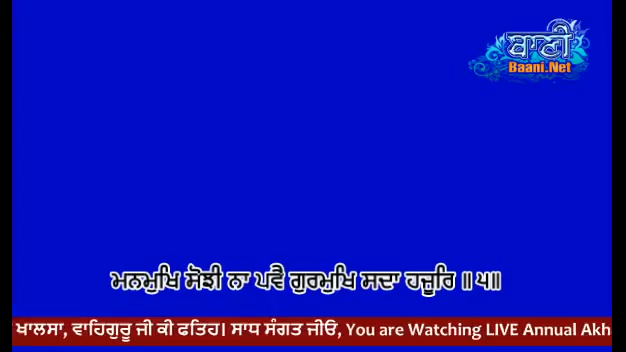 ਬਾਣੀ
Baani.Net
ਮਨਮੁਖਿ ਸੋਝੀ ਨਾ ਪਵੈ ਗੁਰਮੁਖਿ ਸਦਾ ਹਜੂਰਿ ॥ ੫॥
ਖਾਲਸਾ, ਵਾਹਿਗੁਰੂ ਜੀ ਕੀ ਫਤਿਹ। ਸਾਧ ਸੰਗਤ ਜੀਓ, You are Watching LIVE Annual Akh